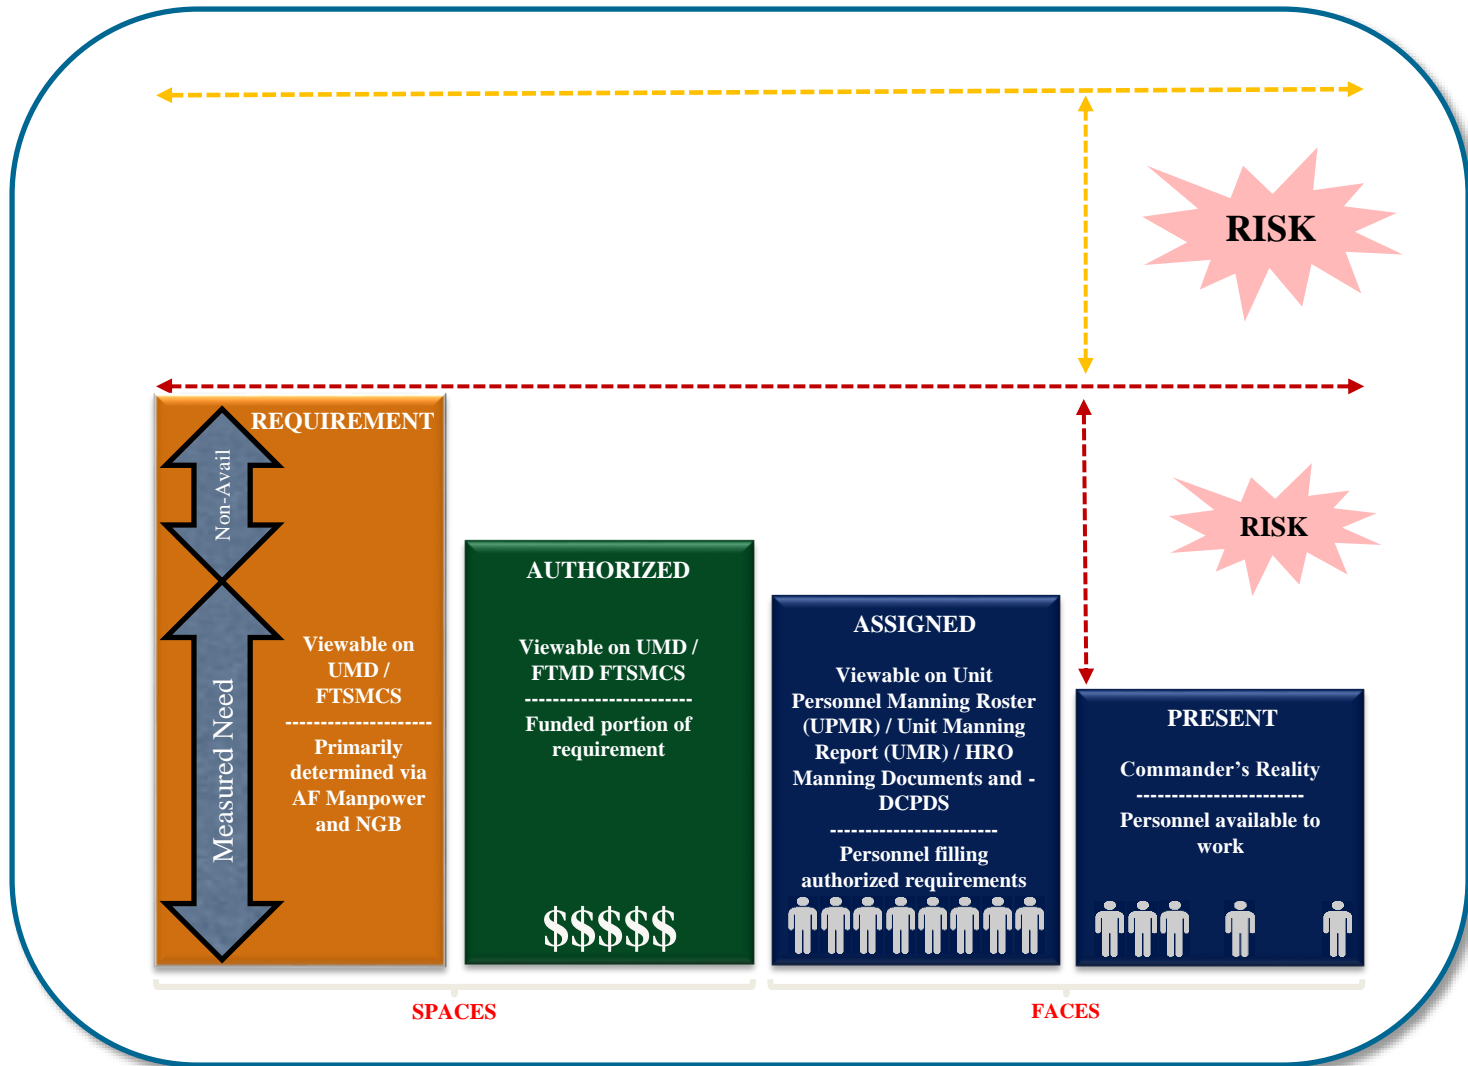 RISK
REQUIREMENT
Non-Avail
Measured Need
Viewable on
UMD /
FTSMCS
---------------------
Primarily
determined via
AF Manpower
and NGB
AUTHORIZED
Viewable on UMD /
FTMD FTSMCS
------------------------
Funded portion of
requirement
$$$$$
ASSIGNED
Viewable on Unit
Personnel Manning Roster
(UPMR) / Unit Manning
Report (UMR) / HRO
Manning Documents and -
DCPDS
------------------------
Personnel filling
authorized requirements
RISK
PRESENT
Commander’s Reality
------------------------
Personnel available to
work
SPACES
FACES